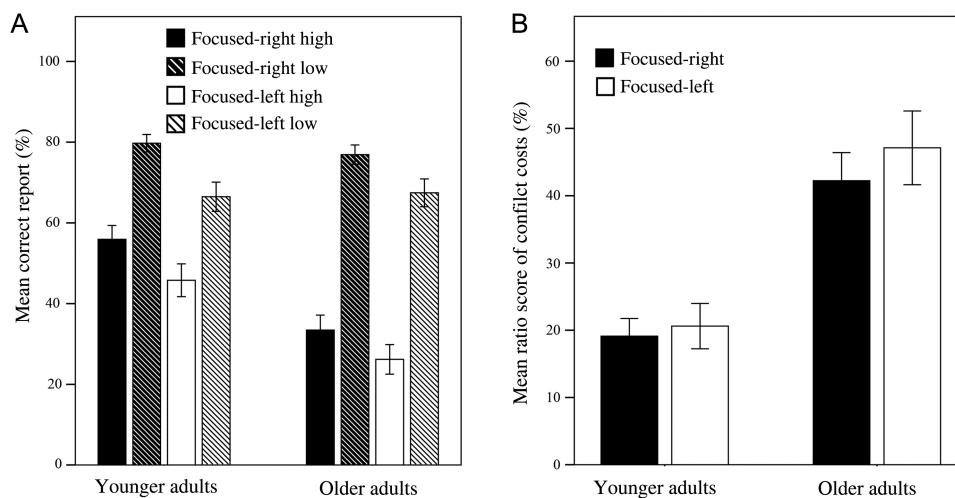 A
Focused-right high
Focused-right low
Focused-left high
Focused-left low
Mean correct report (%)
100
80
60
40
20
0
Younger adults
Older adults
B
Focused-right
Focused-left
Mean ratio score of confilct costs (%)
60
50
40
30
20
10
0
Younger adults
Older adults